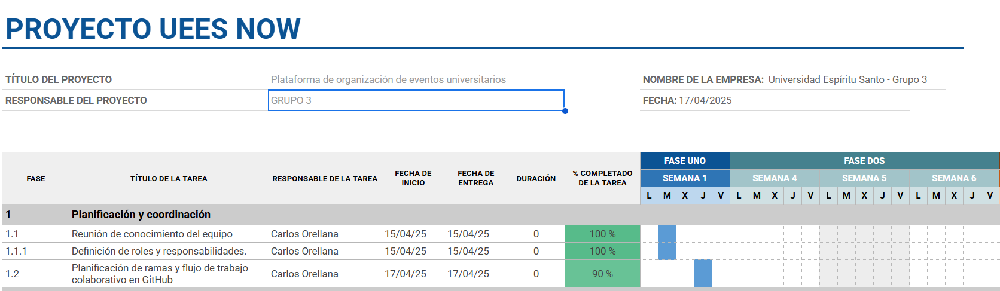 PROYECTO UEES NOW
TÍTULO DEL PROYECTO Plataforma de organización de eventos universitarios NOMBRE DE LA EMPRESA: Universidad Espíritu Santo - Grupo 3
RESPONSABLE DEL PROYECTO GRUPO 3 FECHA: 17/04/2025
FASE UNO FASE DOS
FASE TÍTULO DE LA TAREA RESPONSABLE DE LA TAREA FECHA DE INICIO FECHA DE ENTREGA DURACIÓN % COMPLETADO DE LA TAREA SEMANA 1 SEMANA 4 SEMANA 5 SEMANA 6
L M X J V L M X J V L M X J V L M X J V
1 Planificación y coordinación
1.1 Reunión de conocimiento del equipo Carlos Orellana 15/04/25 15/04/25 0 100 %
1.1.1 Definición de roles y responsabilidades. Carlos Orellana 15/04/25 15/04/25 0 100 %
1.2 Planificación de ramas y flujo de trabajo colaborativo en GitHub Carlos Orellana 17/04/25 17/04/25 0 90 %